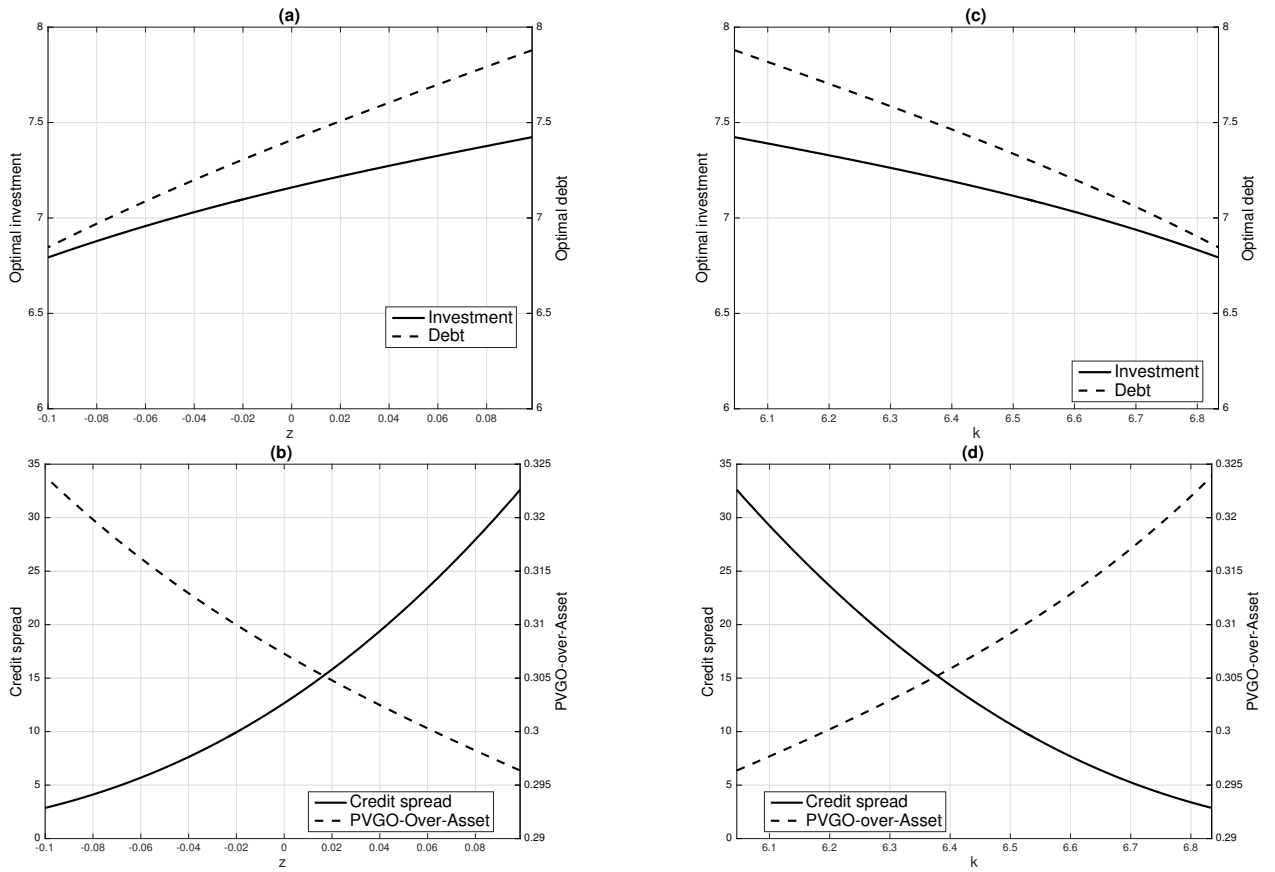 (a)
8
7.5
7
6.5
6
8
7.5
7
6.5
6
Optimal investment
Optimal debt
Investment
Debt
-0.1 -0.08 -0.06 -0.04 -0.02 0 0.02 0.04 0.06 0.08
z
(c)
8
7.5
7
6.5
6
8
7.5
7
6.5
6
Optimal investment
Optimal debt
Investment
Debt
6.1 6.2 6.3 6.4 6.5 6.6 6.7 6.8
k
(b)
35
30
25
20
15
10
5
0
0.325
0.32
0.315
0.31
0.305
0.3
0.295
0.29
Credit spread
PVGO-over-Asset
Credit spread
PVGO-Over-Asset
-0.1 -0.08 -0.06 -0.04 -0.02 0 0.02 0.04 0.06 0.08
z
(d)
35
30
25
20
15
10
5
0
0.325
0.32
0.315
0.31
0.305
0.3
0.295
0.29
Credit spread
PVGO-over-Asset
Credit spread
PVGO-over-Asset
6.1 6.2 6.3 6.4 6.5 6.6 6.7 6.8
k